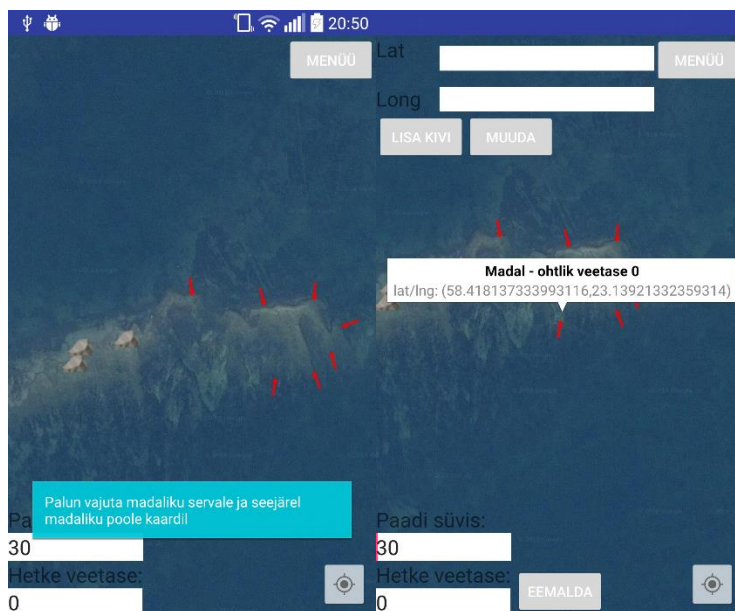 20:50
MENÜÜ
Palun vajuta madaliku servale ja seejärel
madaliku poole kaardil
Pa
30
Hetke veetase:
0
Lat
MENÜÜ
Long
LISA KIVI
MUUDA
Madal - ohtlik veetase 0
lat/lng: (58.418137333993116,23.13921332359314)
Paadi süvis:
30
Hetke veetase:
EEMALDA
0